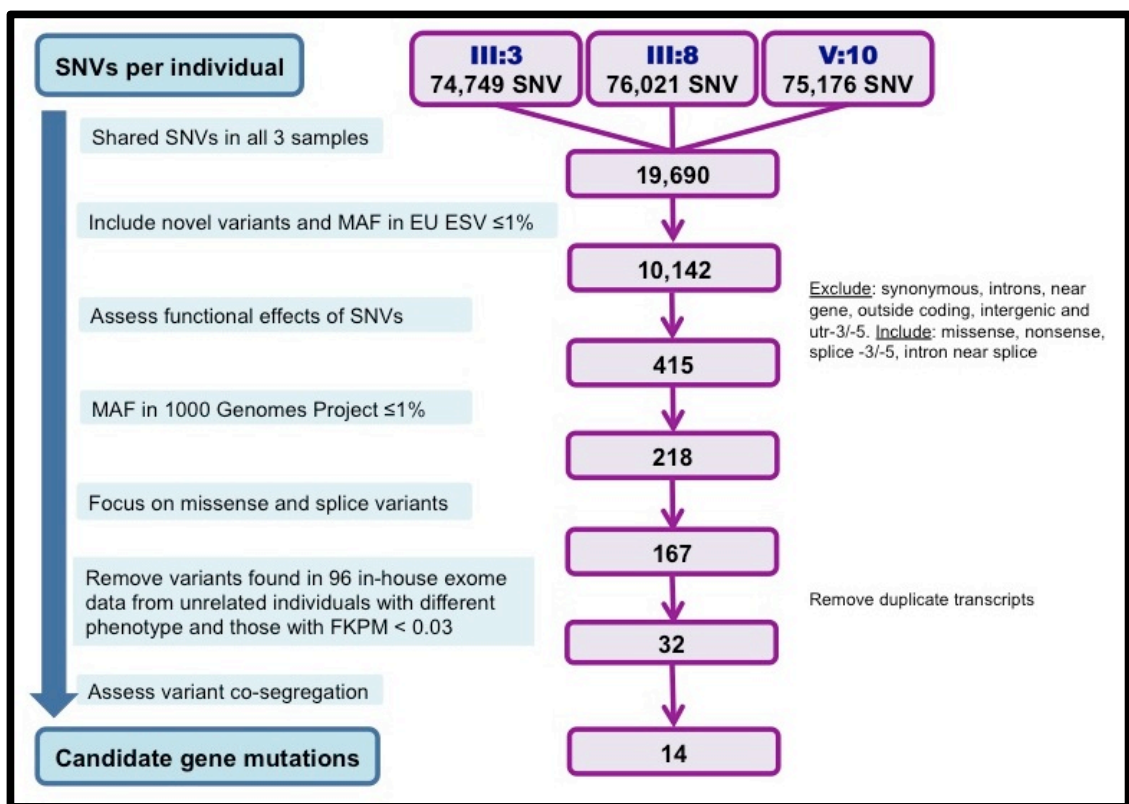 SNVs per individual
III:3
74,749 SNV
III:8
76,021 SNV
V:10
75,176 SNV
Shared SNVs in all 3 samples
19,690
Include novel variants and MAF in EU ESV ≤1%
10,142
Exclude: synonymous, introns, near
gene, outside coding, intergenic and
utr-3/-5. Include: missense, nonsense,
splice -3/-5, intron near splice
Assess functional effects of SNVs
415
MAF in 1000 Genomes Project ≤1%
218
Focus on missense and splice variants
167
Remove variants found in 96 in-house exome
data from unrelated individuals with different
phenotype and those with FKPM < 0.03
Remove duplicate transcripts
32
Assess variant co-segregation
Candidate gene mutations
14